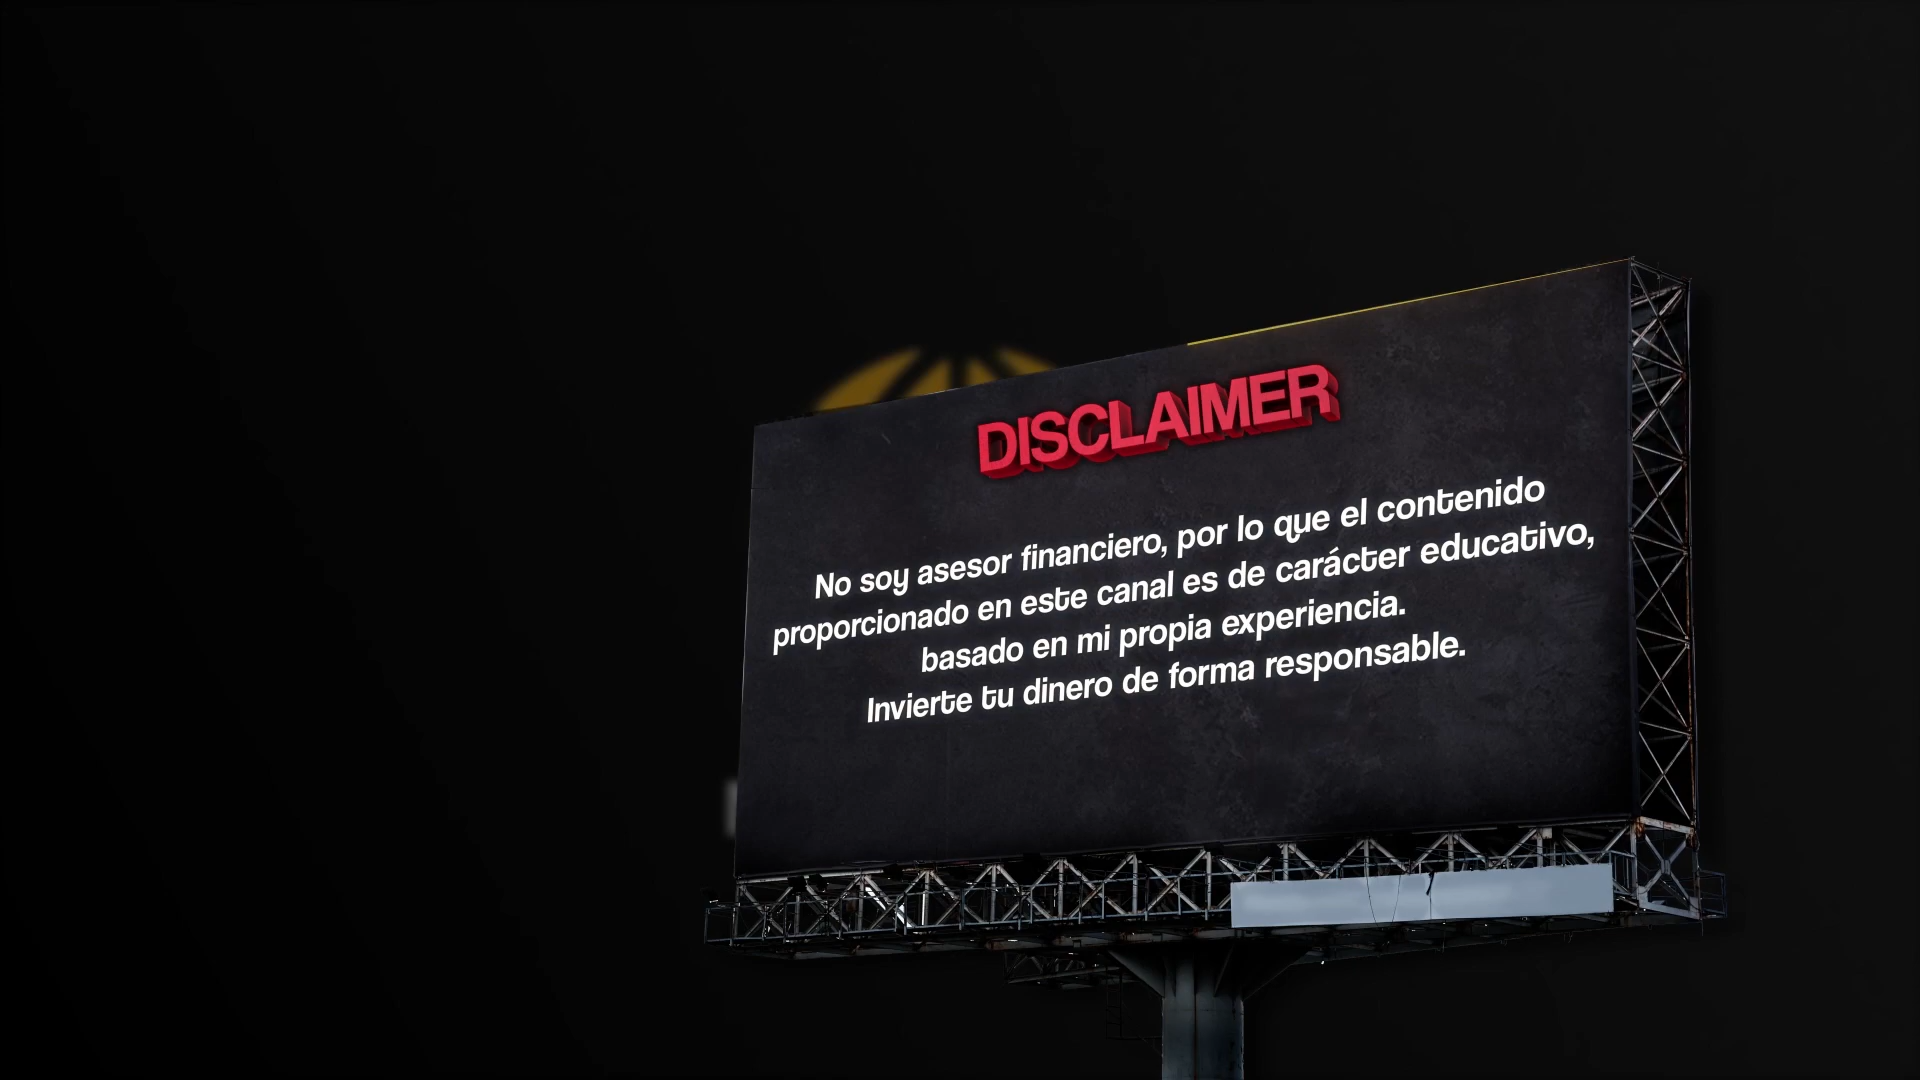 DISCLAIMER
No soy asesor financiero, por lo que el contenido
proporcionado en este canal es de carácter educativo,
basado en mi propia experiencia.
Invierte tu dinero de forma responsable.